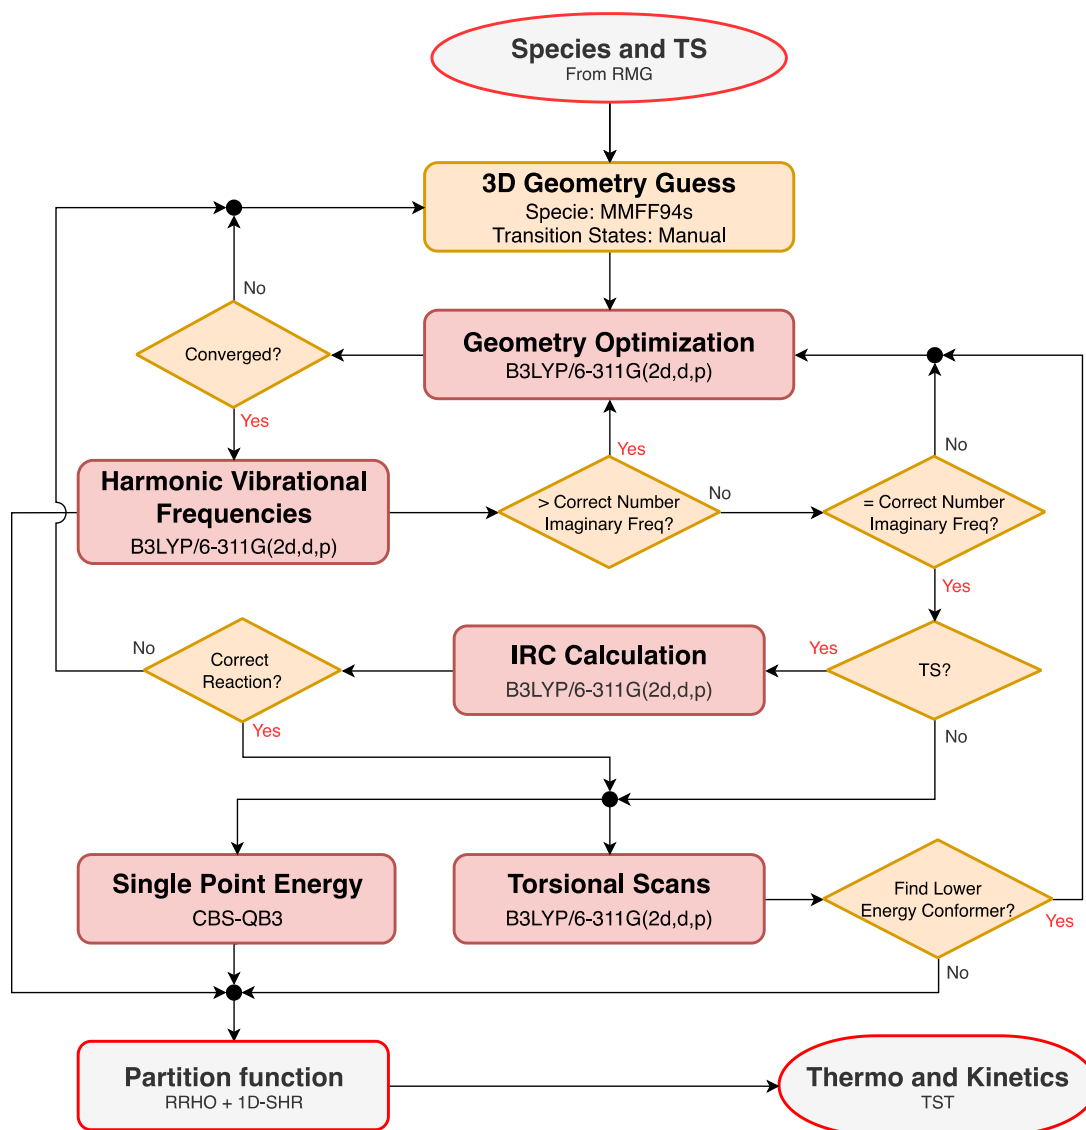 Species and TS
From RMG
3D Geometry Guess
Specie: MMFF94s
Transition States: Manual
No
Converged?
Geometry Optimization
B3LYP/6-311G(2d,d,p)
Yes
Yes
No
Harmonic Vibrational
Frequencies
B3LYP/6-311G(2d,d,p)
> Correct Number
Imaginary Freq?
No
= Correct Number
Imaginary Freq?
Yes
No
Correct
Reaction?
IRC Calculation
B3LYP/6-311G(2d,d,p)
Yes
TS?
Yes
No
Single Point Energy
CBS-QB3
Torsional Scans
B3LYP/6-311G(2d,d,p)
Find Lower
Energy Conformer?
Yes
No
Partition function
RRHO + 1D-SHR
Thermo and Kinetics
TST